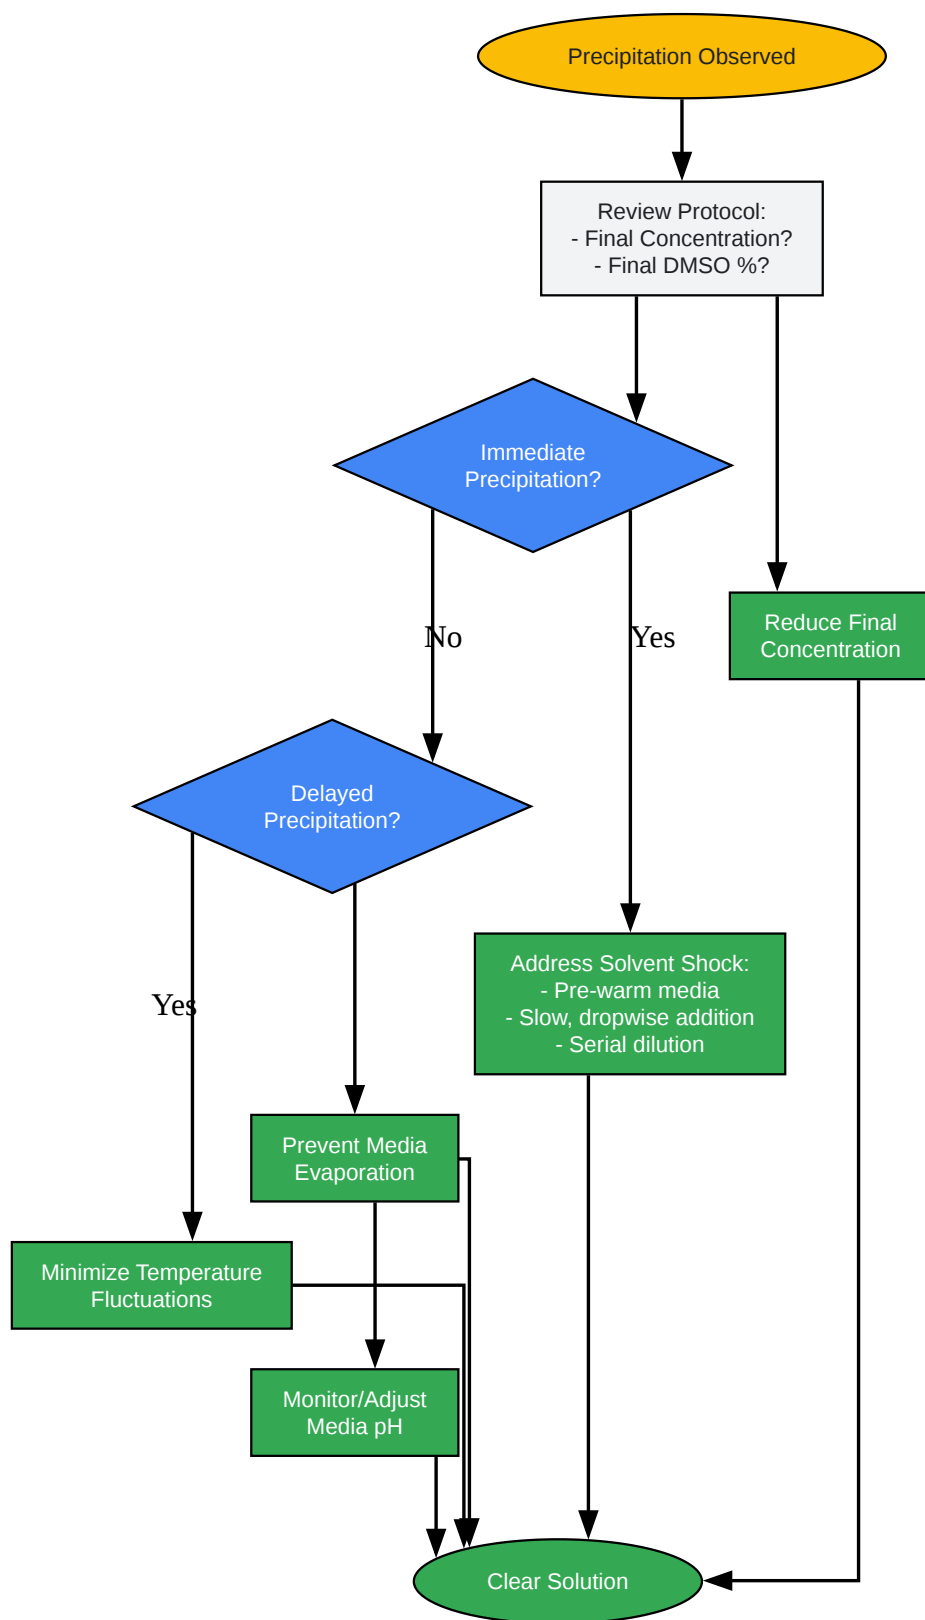 Precipitation Observed
Review Protocol:
- Final Concentration?
- Final DMSO %?
Immediate
Precipitation?
Reduce Final
Concentration
No
Yes
Delayed
Precipitation?
Address Solvent Shock:
- Pre-warm media
- Slow, dropwise addition
- Serial dilution
Yes
Prevent Media
Evaporation
Minimize Temperature
Fluctuations
Monitor/Adjust
Media pH
Clear Solution